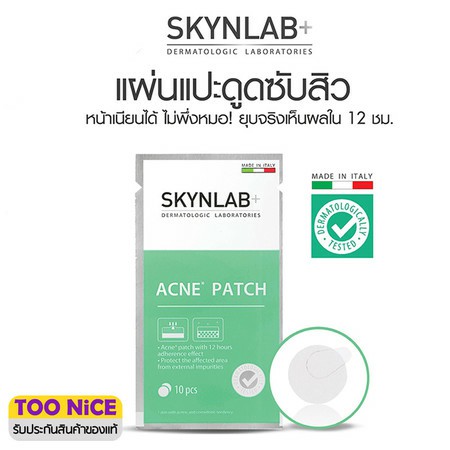 SKYNLAB+
DERMATOLOGIC LABORATORIES
แผ่นแปะดูดซับสิว
หน้าเนียนได้ ไม่พึ่งหมอ! ยุบจริงเห็นผลใน 12 ชม.
MADE IN ITALY
SKYNLAB+
DERMATOLOGIC LABORATORIES
MADE IN ITALY
DERMATOLOGICALLY
TESTED
ACNE* PATCH
• Acne* patch with 12 hours
adherence effect
• Protect the affected area
from external impurities.
10 pcs
TOO NiCE
รับประกันสินค้าของแท้